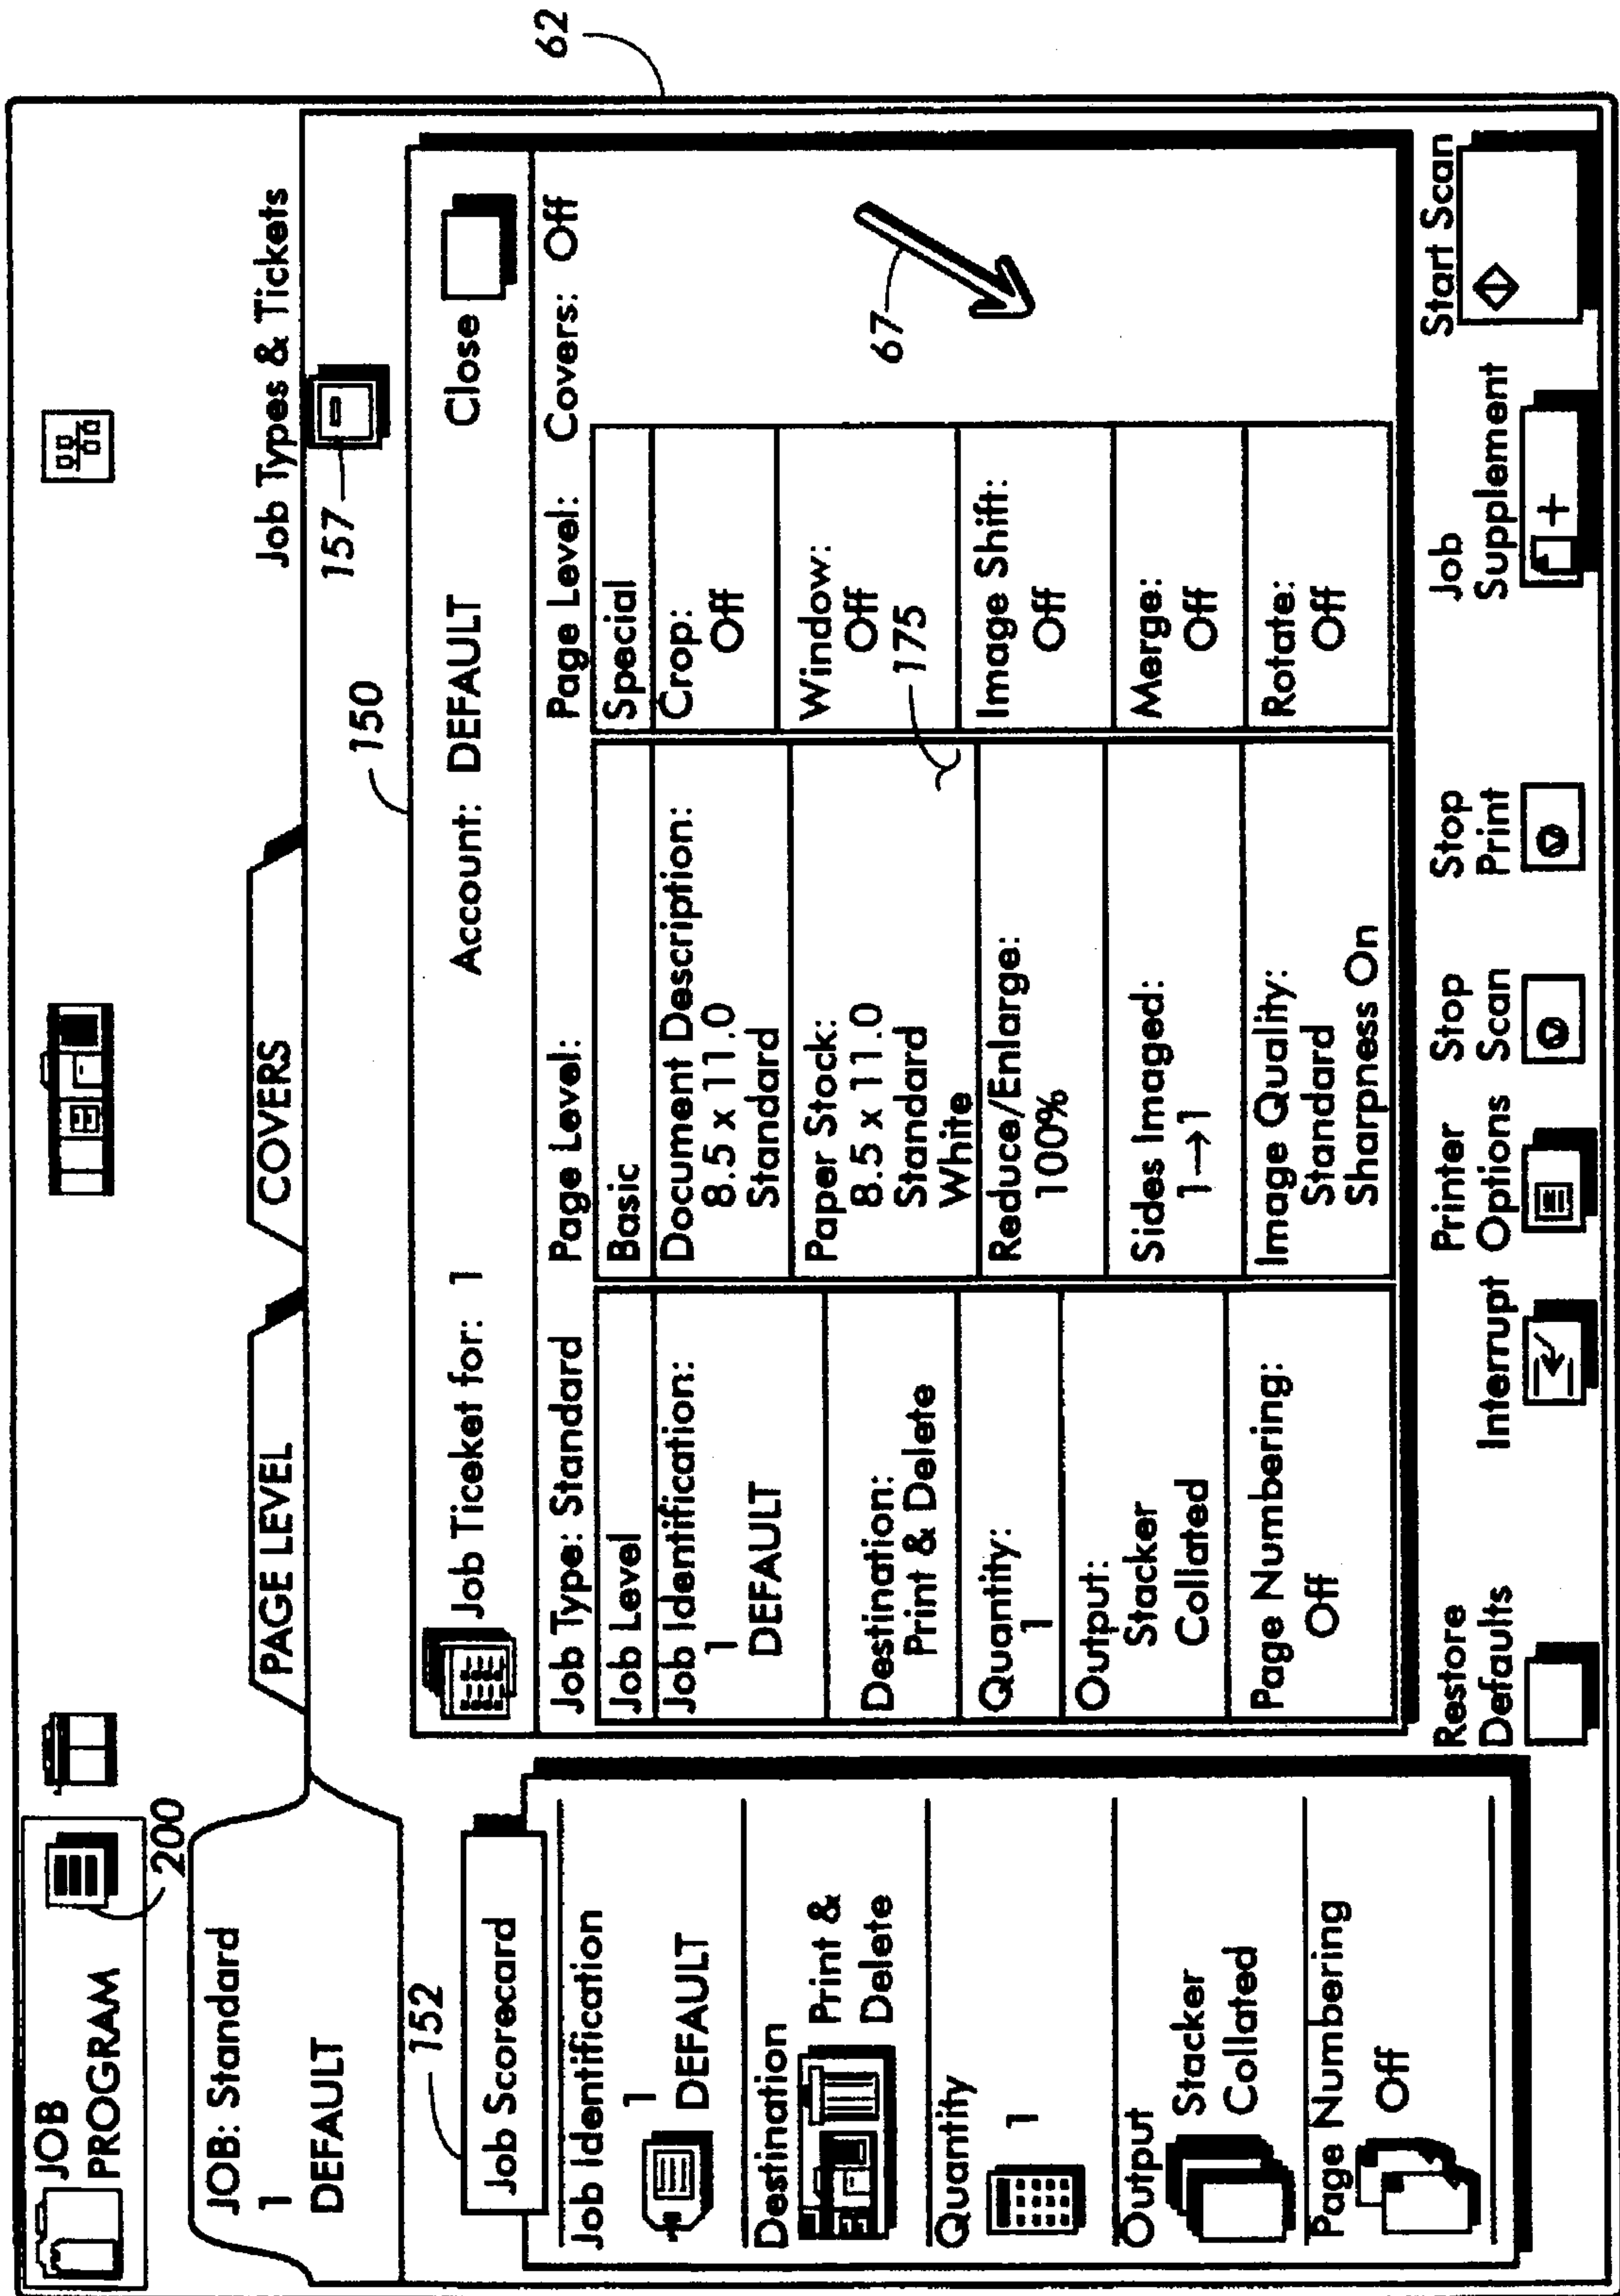 62
JOB
PROGRAM
200
JOB: Standard
1
DEFAULT
PAGE LEVEL
COVERS
Job Types & Tickets
157
152
Job Scorecard
Job Identification
1
DEFAULT
Destination
Print &
Delete
Quantity
1
Output
Stacker
Collated
Page Numbering
Off
150
Job Ticeket for: 1
Account: DEFAULT
Close
Job Type: Standard
Job Level
Job Identification:
1
DEFAULT
Destination:
Print & Delete
Quantity:
1
Output:
Stacker
Collated
Page Numbering:
Off
Page Level:
Basic
Document Description:
8.5 x 11.0
Standard
Paper Stock:
8.5 x 11.0
Standard
White
Reduce/Enlarge:
100%
Sides Imaged:
1→1
Image Quality:
Standard
Sharpness On
Page Level:
Special
Crop:
Off
Window:
Off
175
Image Shift:
Off
Merge:
Off
Rotate:
Off
Covers: Off
67
Restore
Defaults
Interrupt
Printer
Options
Stop
Scan
Stop
Print
Job
Supplement
+
Start Scan